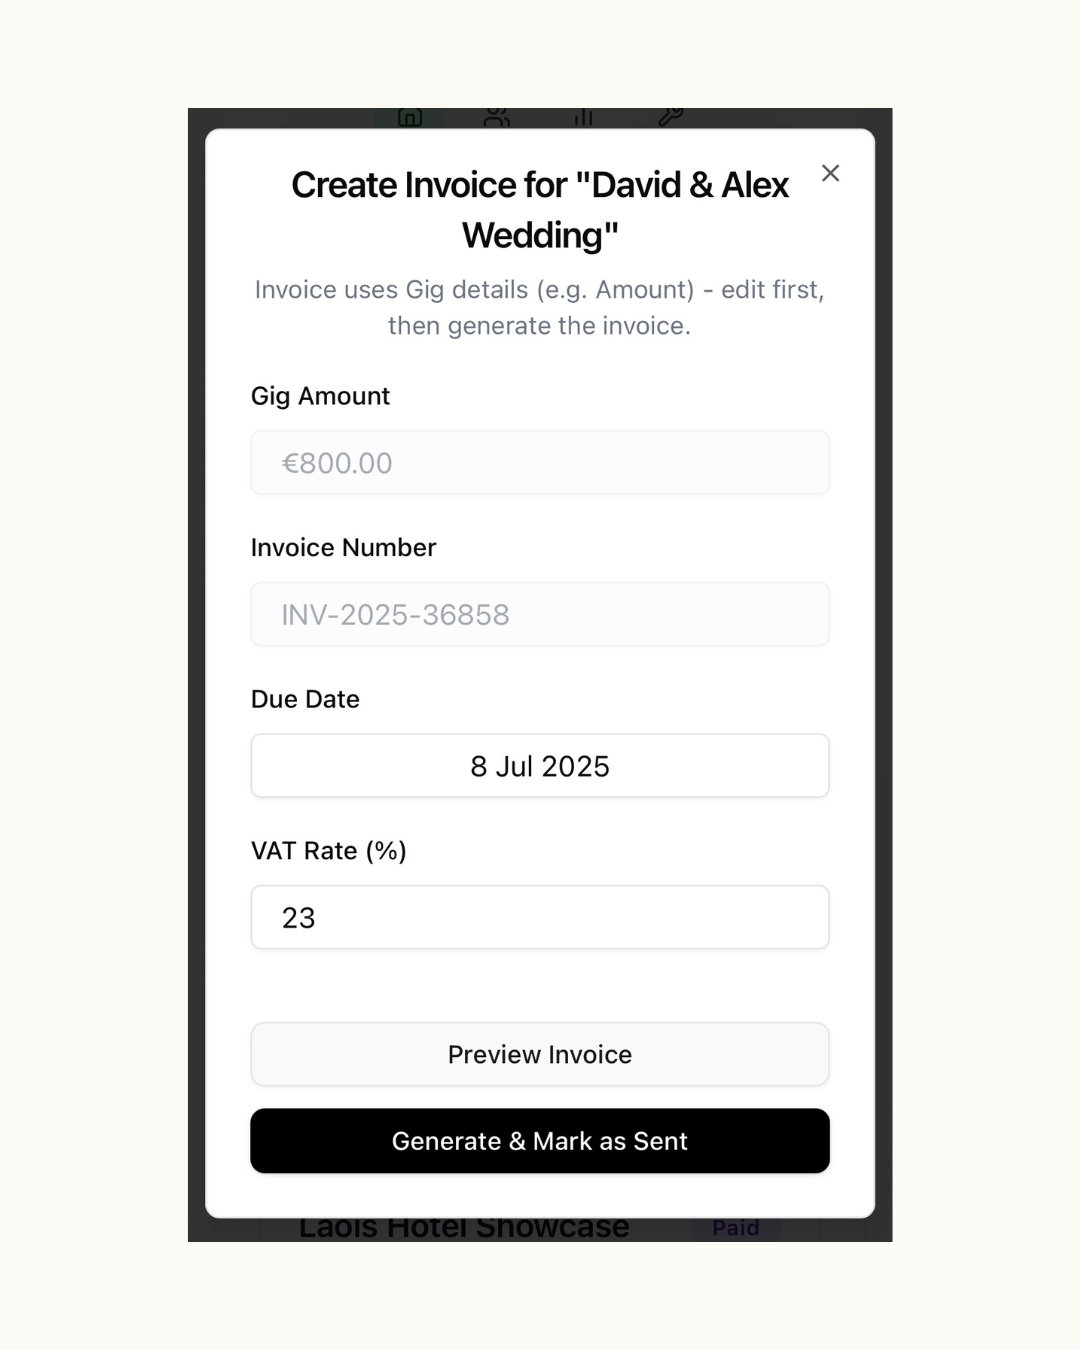 Create Invoice for "David & Alex
Wedding"
Invoice uses Gig details (e.g. Amount) - edit first,
then generate the invoice.
Gig Amount
€800.00
Invoice Number
INV-2025-36858
Due Date
8 Jul 2025
VAT Rate (%)
23
Preview Invoice
Generate & Mark as Sent
Laois Hotel Showcase
Paid